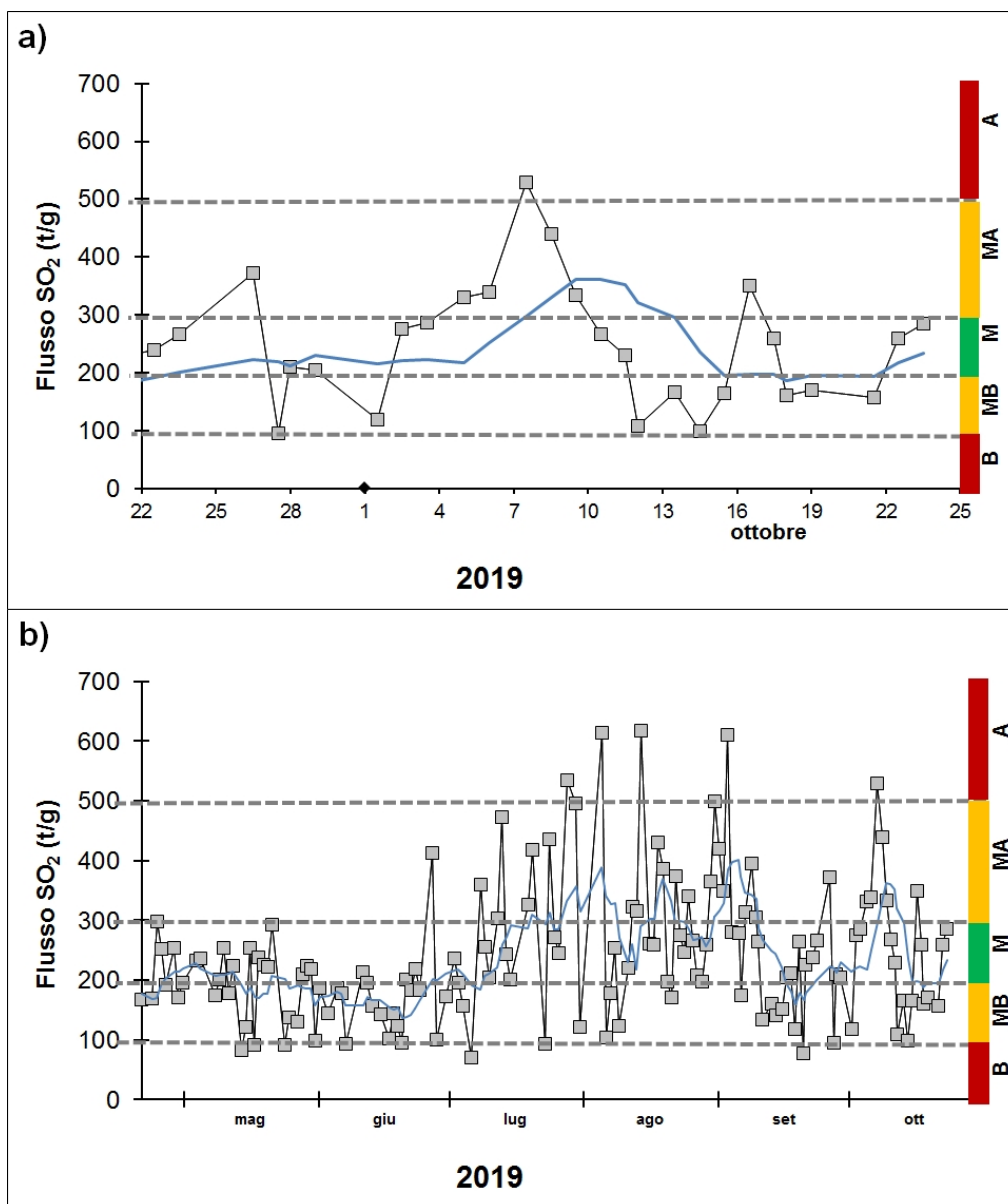 a)
700
600
500
400
300
200
100
0
Flusso SO₂ (t/g)
22 25 28 1 4 7 10 13 16 19 22 25
ottobre
2019
A
MA
M
MB
B
b)
700
600
500
400
300
200
100
0
Flusso SO₂ (t/g)
mag giu lug ago set ott
2019
A
MA
M
MB
B